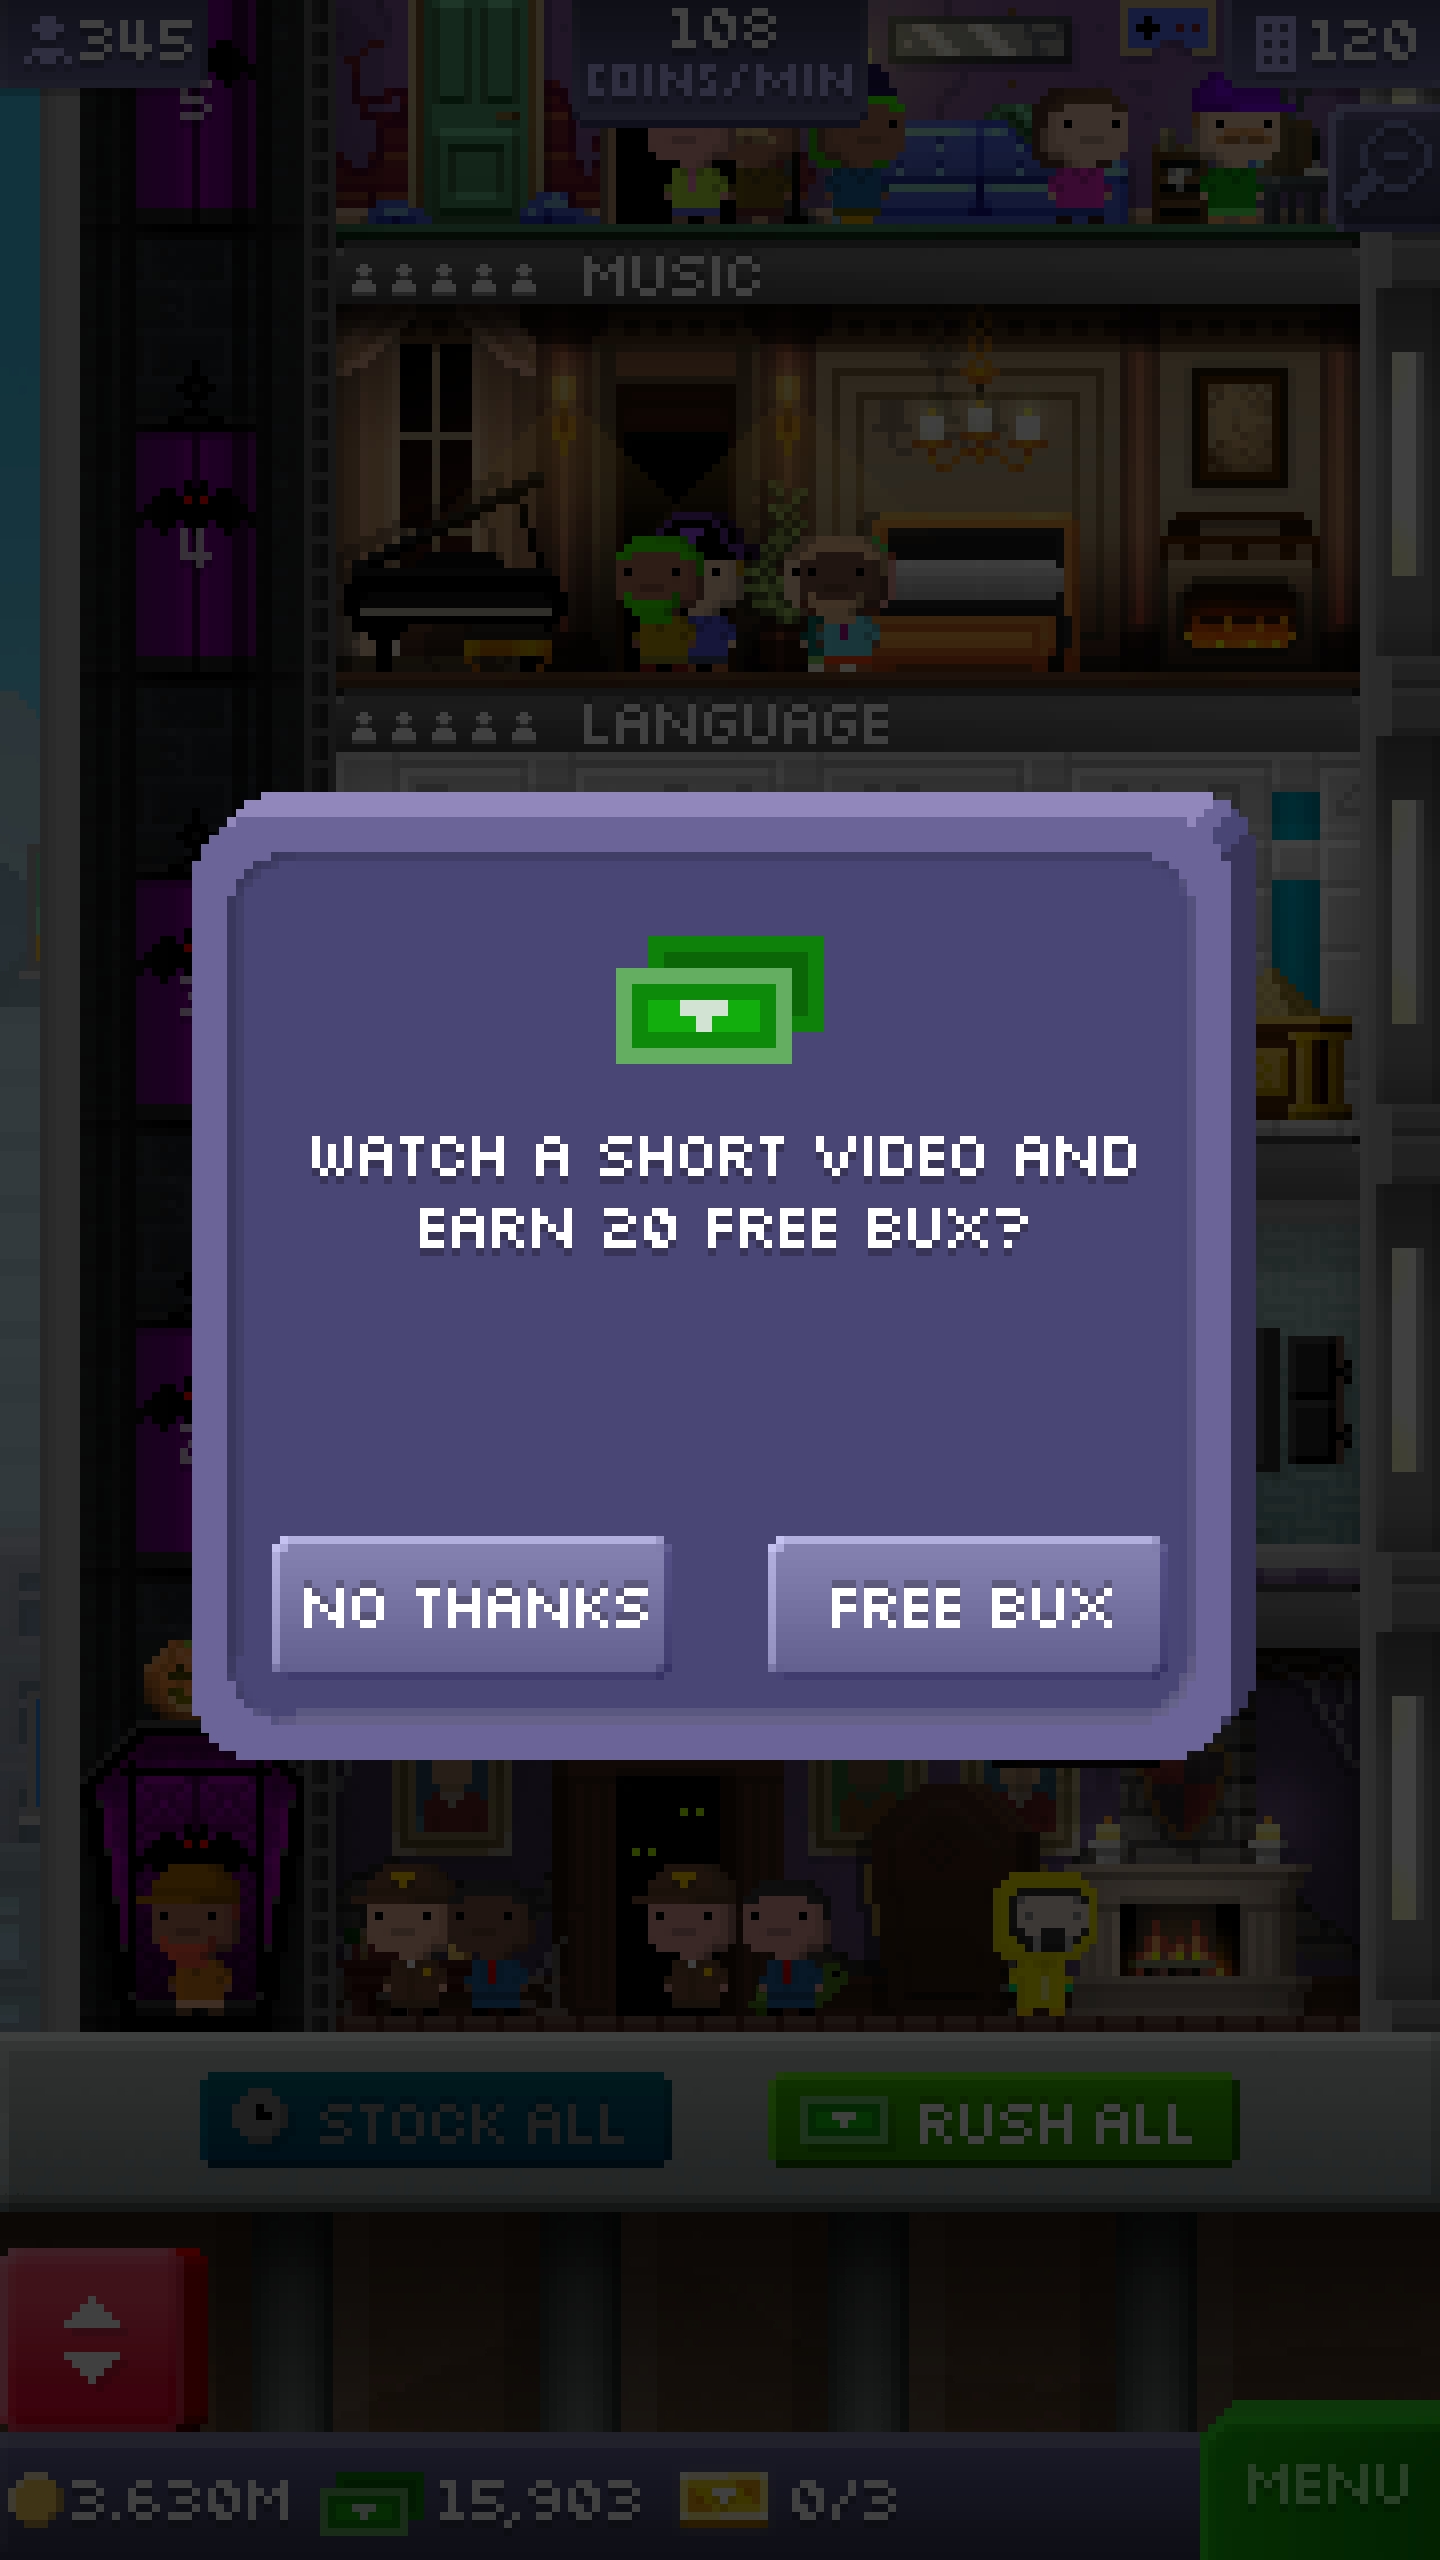 345
108
COINS/MIN
120
5
MUSIC
4
LANGUAGE
WATCH A SHORT VIDEO AND
EARN 20 FREE BUX?
NO THANKS
FREE BUX
STOCK ALL
RUSH ALL
3.630M
15,903
0/3
MENU